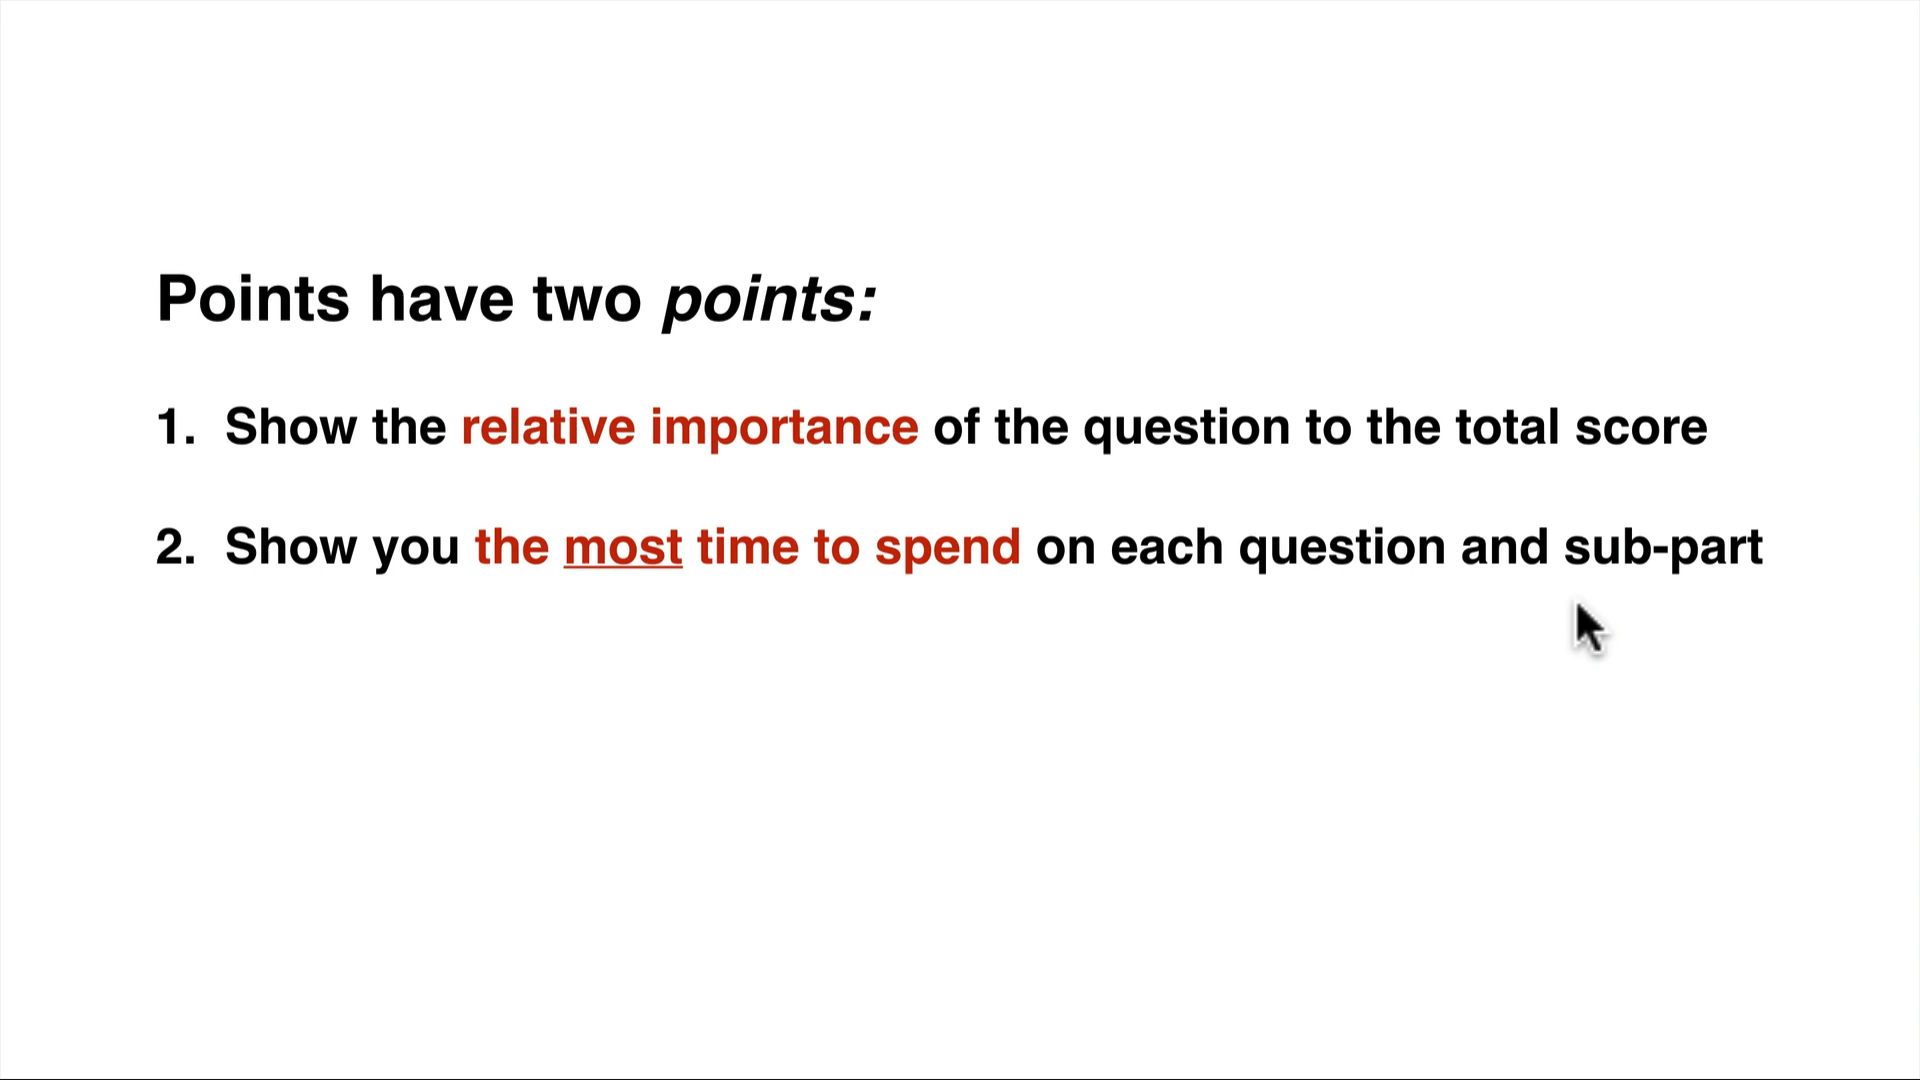 Points have two points:
1. Show the relative importance of the question to the total score
2. Show you the most time to spend on each question and sub-part